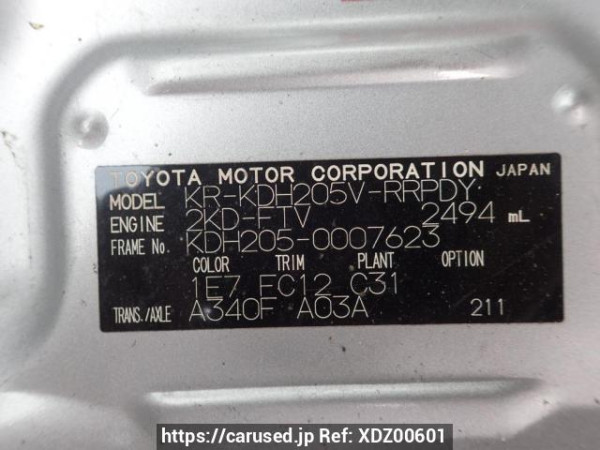 TOYOTA MOTOR CORPORATION JAPAN
MODEL KR-KDH205V-RRPDY
ENGINE 2KD-FTV 2494 mL
FRAME No. KDH205-0007623
COLOR TRIM PLANT OPTION
1E7 FC12 C31
TRANS./AXLE A340F A03A 211
https://carused.jp Ref: XDZ00601